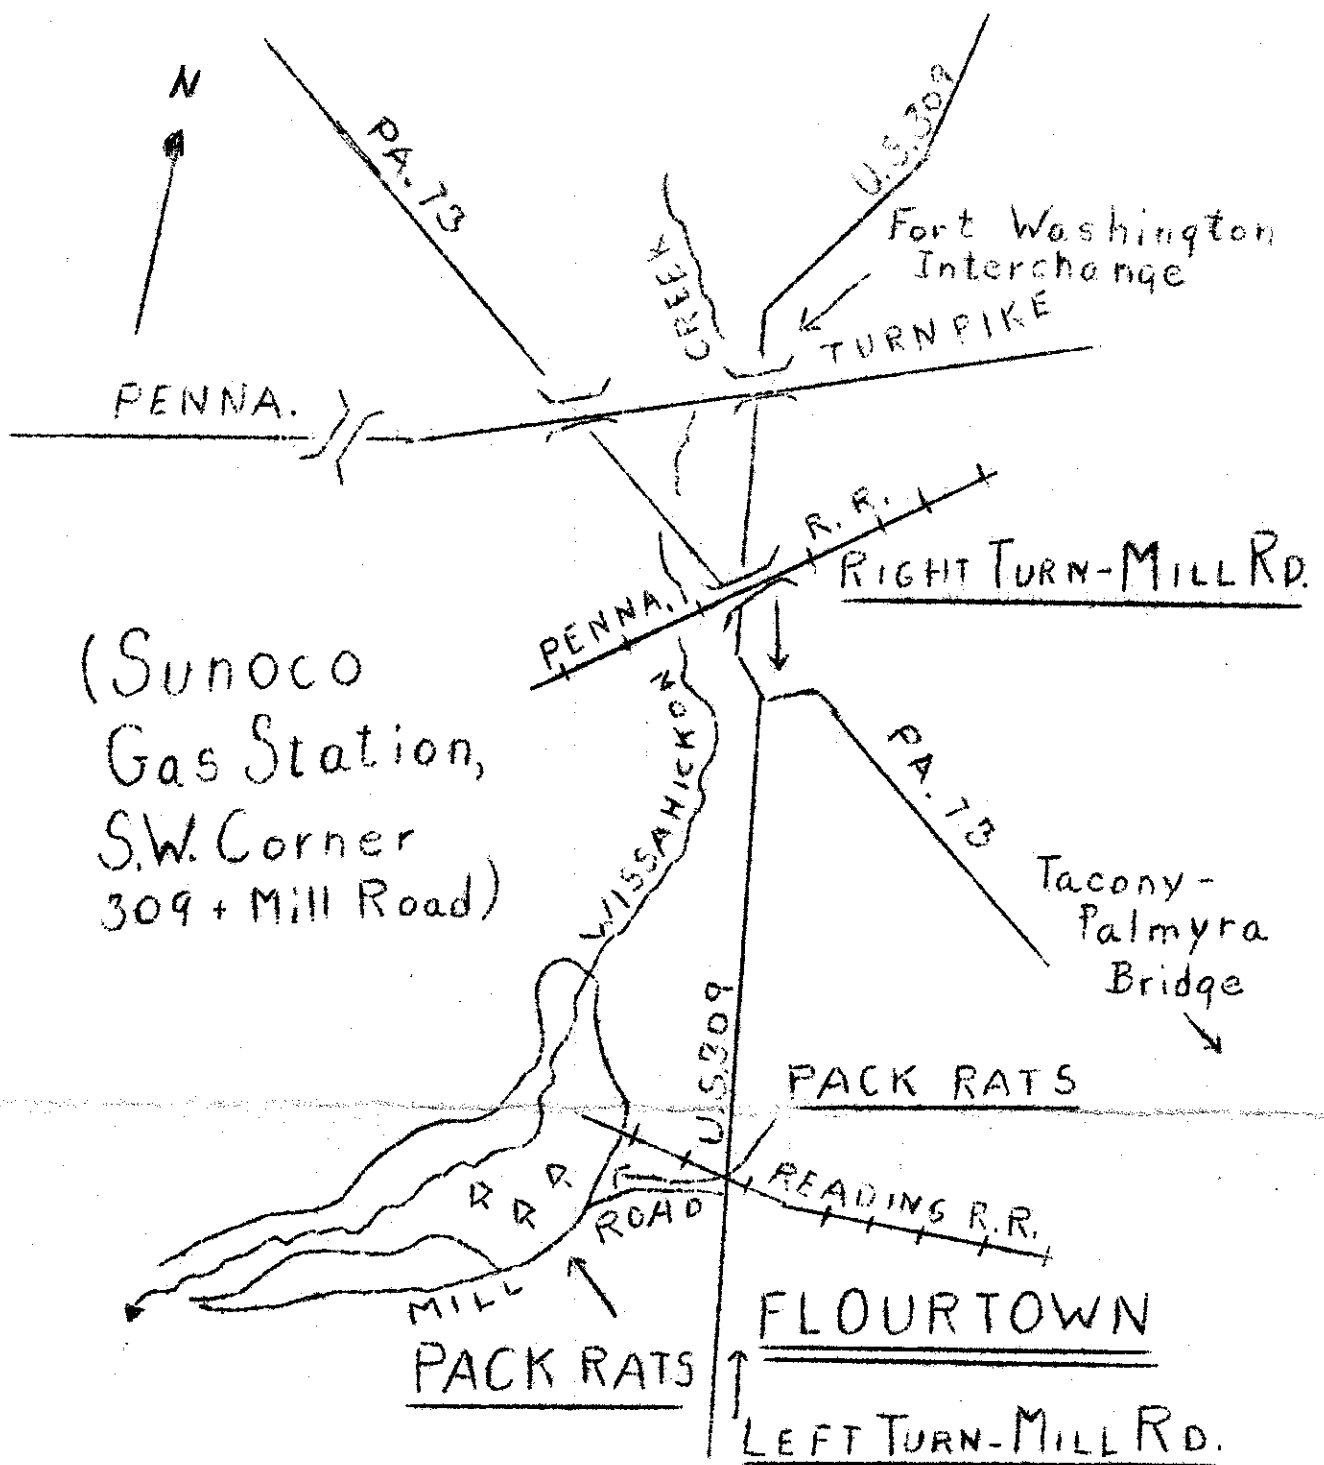 N
PA. 73
U.S.309
Fort Washington
Interchange
CREEK
TURNPIKE
PENNA.
R. R.
RIGHT TURN-MILL RD.
PENNA.
(Sunoco
Gas Station,
S.W. Corner
309 + Mill Road)
WISSAHICKON
PA. 73
Tacony-
Palmyra
Bridge
U.S.309
PACK RATS
READING R.R.
ROAD
MILL
FLOURTOWN
PACK RATS
LEFT TURN-MILL RD.